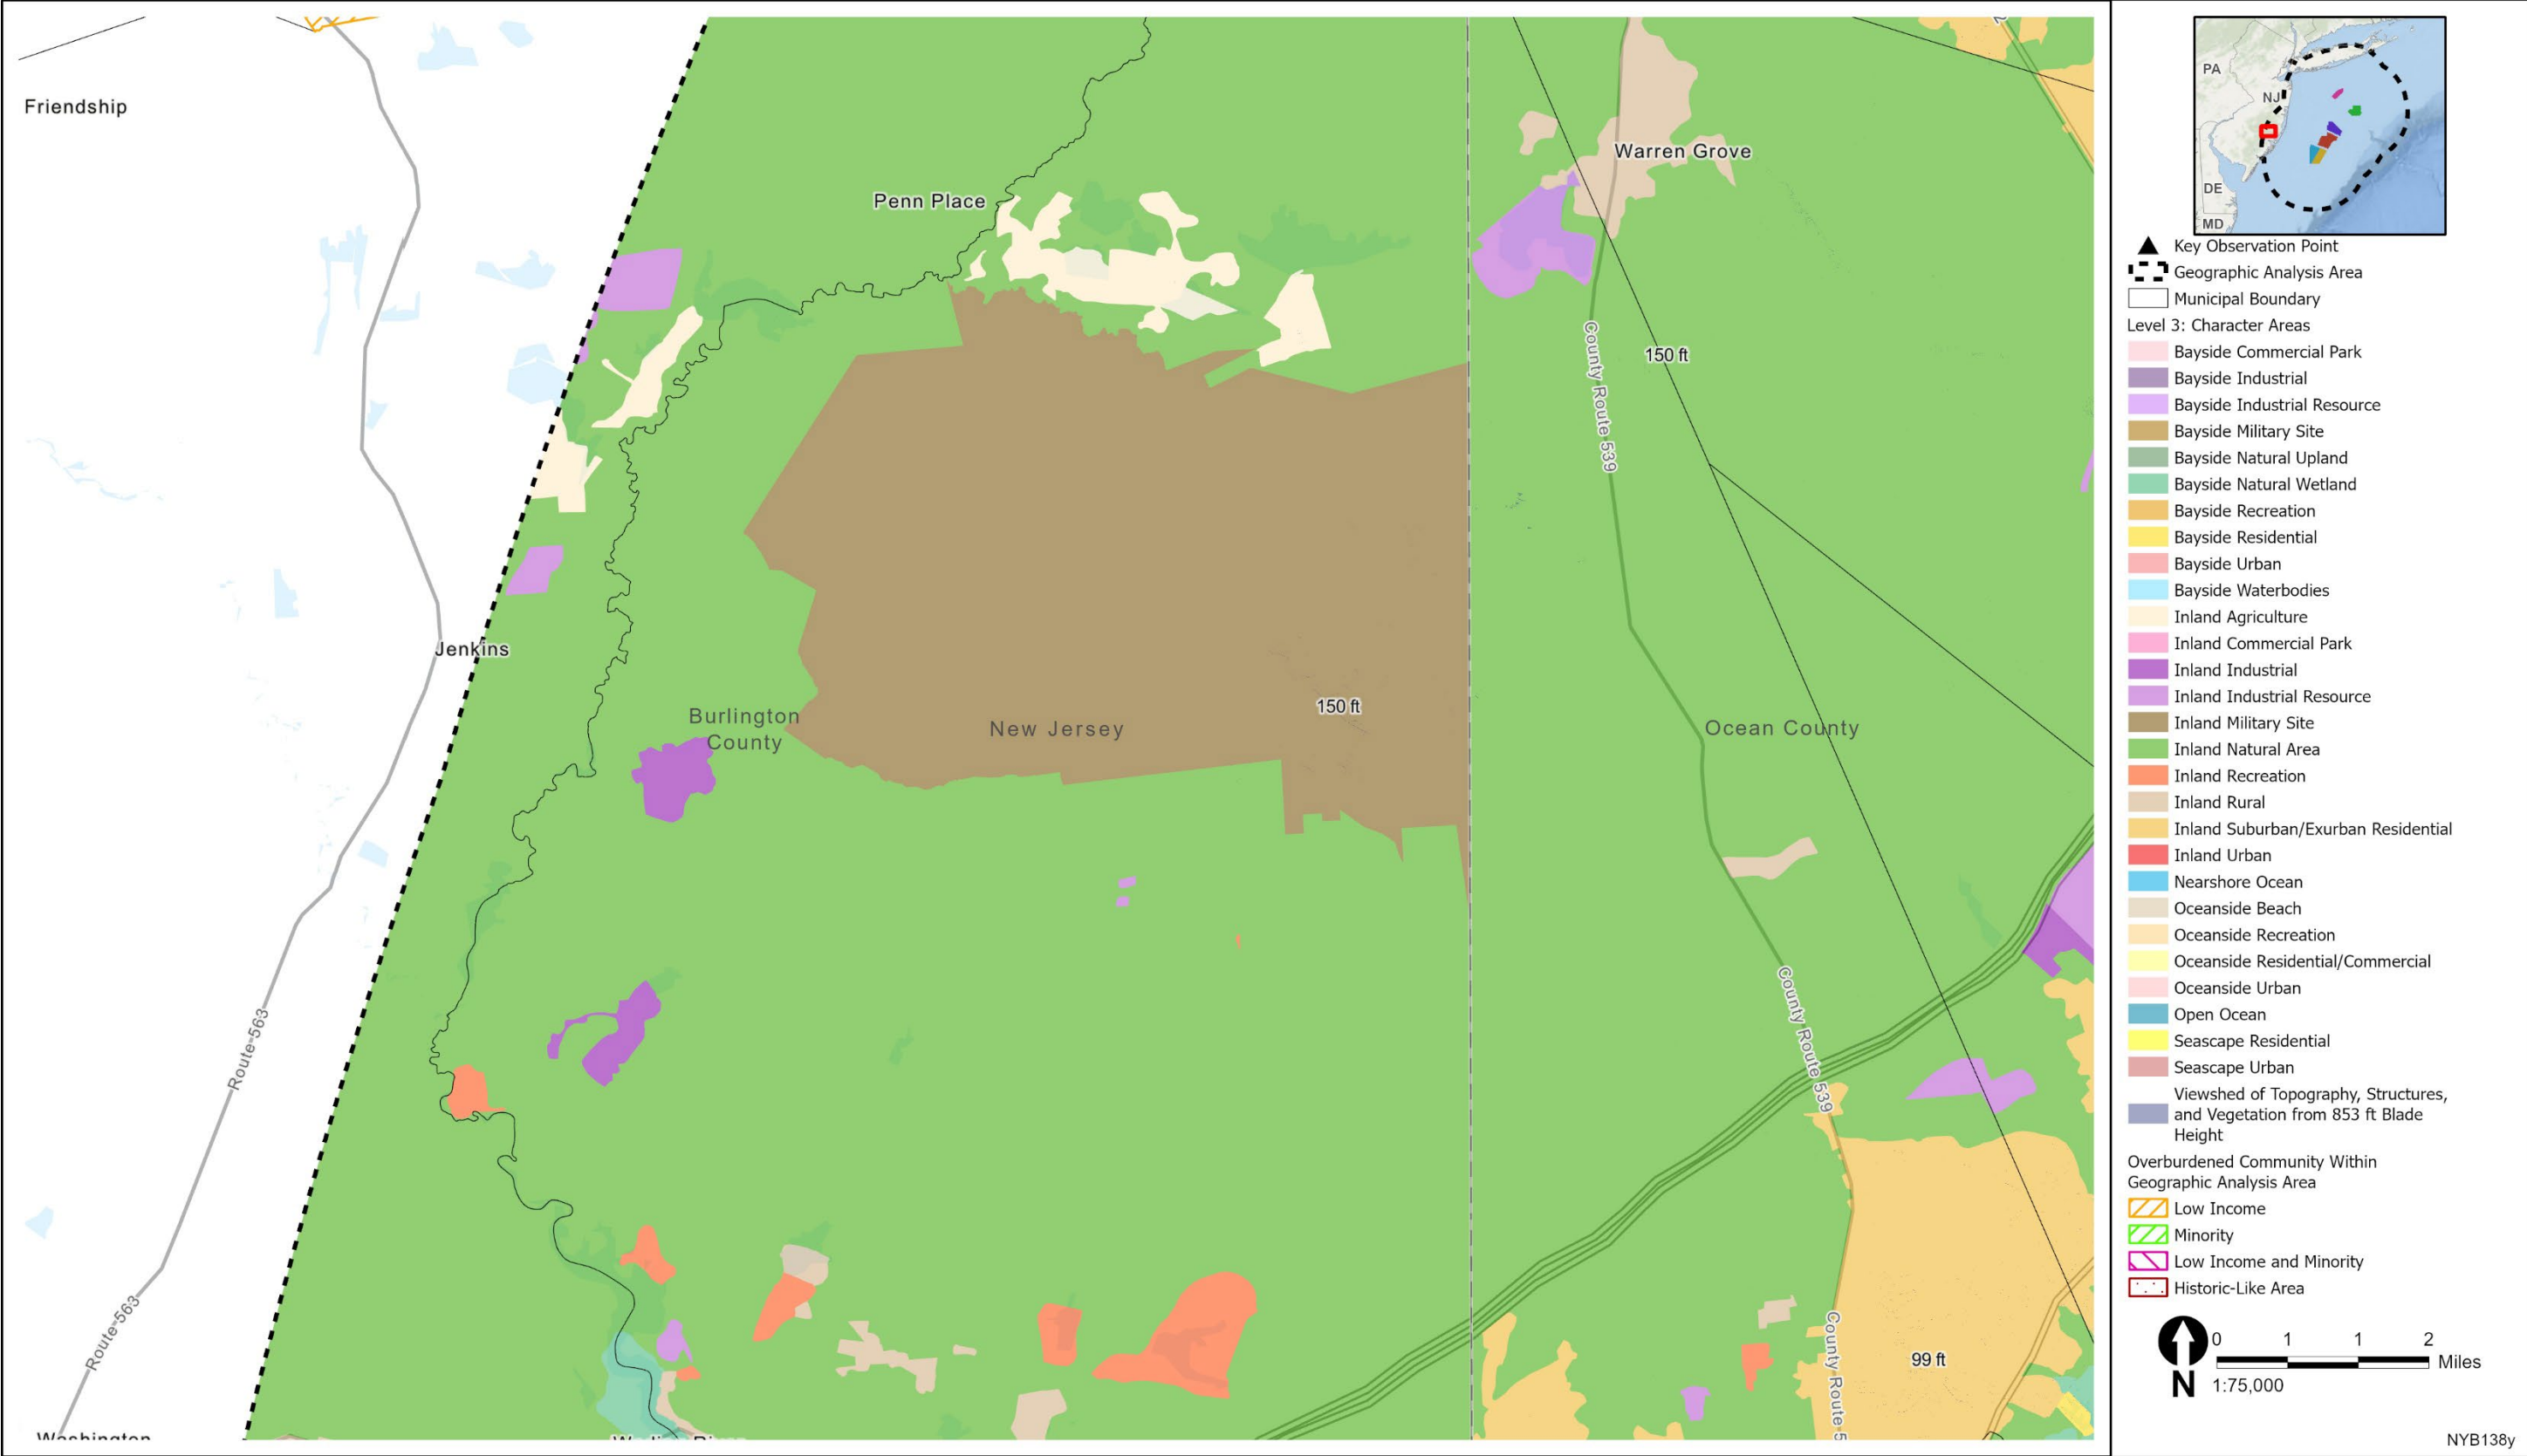 Friendship
Penn Place
Warren Grove
County Route 539
150 ft
Jenkins
Burlington
County
New Jersey
150 ft
Ocean County
County Route 539
Route 563
Route 563
County Route 5
99 ft
Washington
Wading River
PA
NJ
DE
MD
Key Observation Point
Geographic Analysis Area
Municipal Boundary
Level 3: Character Areas
Bayside Commercial Park
Bayside Industrial
Bayside Industrial Resource
Bayside Military Site
Bayside Natural Upland
Bayside Natural Wetland
Bayside Recreation
Bayside Residential
Bayside Urban
Bayside Waterbodies
Inland Agriculture
Inland Commercial Park
Inland Industrial
Inland Industrial Resource
Inland Military Site
Inland Natural Area
Inland Recreation
Inland Rural
Inland Suburban/Exurban Residential
Inland Urban
Nearshore Ocean
Oceanside Beach
Oceanside Recreation
Oceanside Residential/Commercial
Oceanside Urban
Open Ocean
Seascape Residential
Seascape Urban
Viewshed of Topography, Structures,
and Vegetation from 853 ft Blade
Height
Overburdened Community Within
Geographic Analysis Area
Low Income
Minority
Low Income and Minority
Historic-Like Area
0 1 1 2
Miles
N
1:75,000
NYB138y